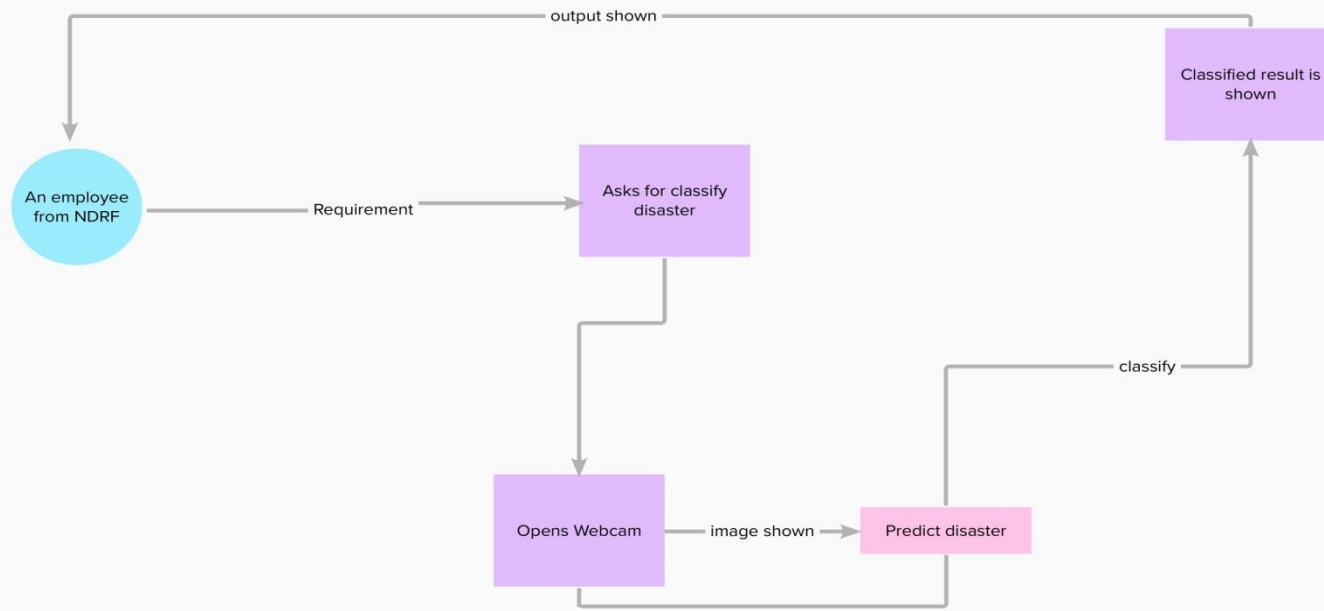 output shown
Classified result is
shown
An employee
from NDRF
Requirement
Asks for classify
disaster
classify
Opens Webcam
image shown
Predict disaster